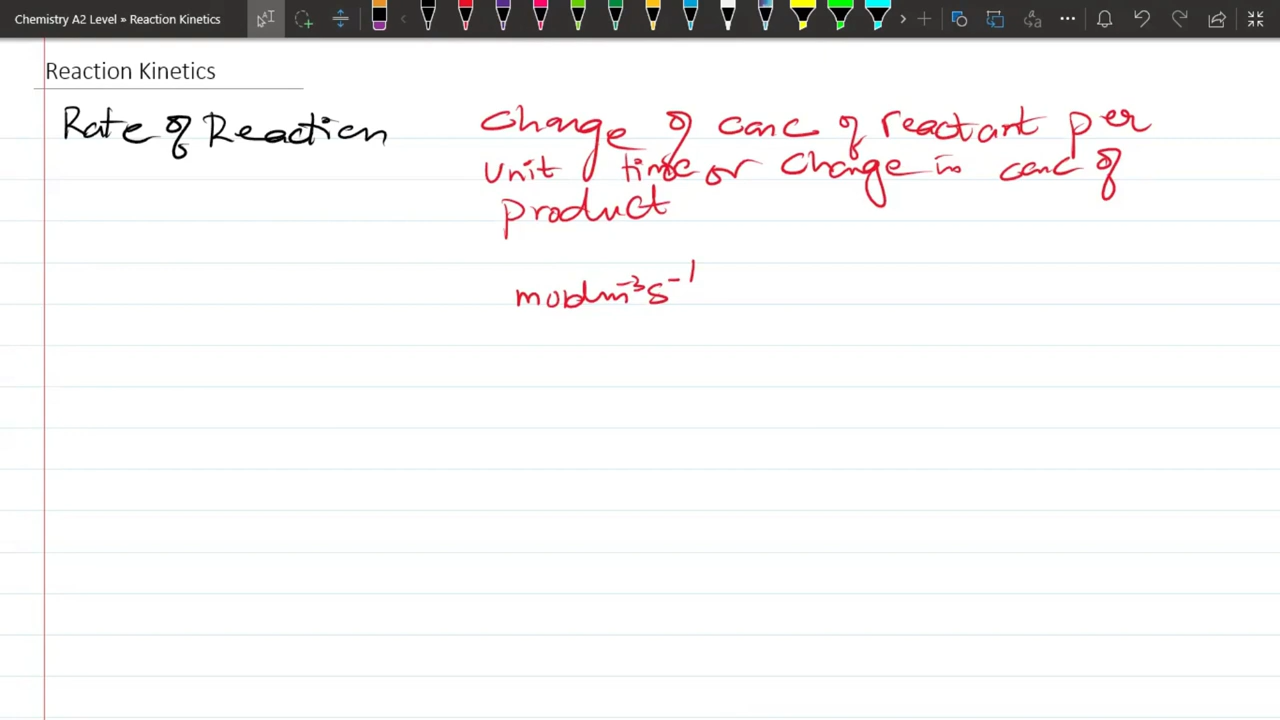 Chemistry A2 Level » Reaction Kinetics
Reaction Kinetics
Rate of Reaction
change of conc of reactant per
unit time or change in conc of
product
moldm⁻³s⁻¹